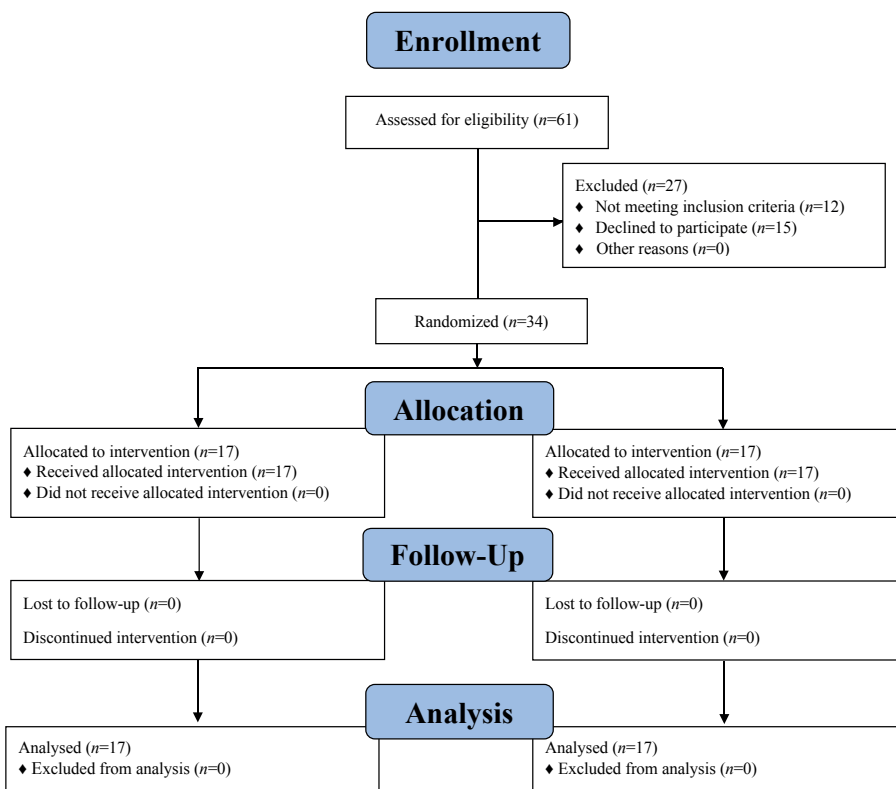 Enrollment
Assessed for eligibility (n=61)
Excluded (n=27)
♦ Not meeting inclusion criteria (n=12)
♦ Declined to participate (n=15)
♦ Other reasons (n=0)
Randomized (n=34)
Allocation
Allocated to intervention (n=17)
♦ Received allocated intervention (n=17)
♦ Did not receive allocated intervention (n=0)
Allocated to intervention (n=17)
♦ Received allocated intervention (n=17)
♦ Did not receive allocated intervention (n=0)
Follow-Up
Lost to follow-up (n=0)
Discontinued intervention (n=0)
Lost to follow-up (n=0)
Discontinued intervention (n=0)
Analysis
Analysed (n=17)
♦ Excluded from analysis (n=0)
Analysed (n=17)
♦ Excluded from analysis (n=0)